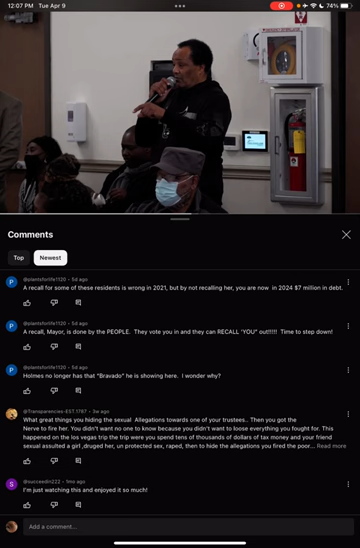 12:07 PM Tue Apr 9
74%
Comments
Top Newest
@plantsforlife1120 • 5d ago
A recall for some of these residents is wrong in 2021, but by not recalling her, you are now in 2024 $7 million in debt.
@plantsforlife1120 • 5d ago
A recall, Mayor, is done by the PEOPLE. They vote you in and they can RECALL 'YOU" out!!!!! Time to step down!
@plantsforlife1120 • 5d ago
Holmes no longer has that "Bravado" he is showing here. I wonder why?
@Transparencies-EST.1787 • 3w ago
What great things you hiding the sexual Allegations towards one of your trustees.. Then you got the
Nerve to fire her. You didn't want no one to know because you didn't want to loose everything you fought for. This
happened on the los vegas trip the trip were you spend tens of thousands of dollars of tax money and your friend
sexual assulted a girl ,druged her, un protected sex, raped, then to hide the allegations you fired the poor... Read more
@succeedin222 • 1mo ago
I'm just watching this and enjoyed it so much!
Add a comment...